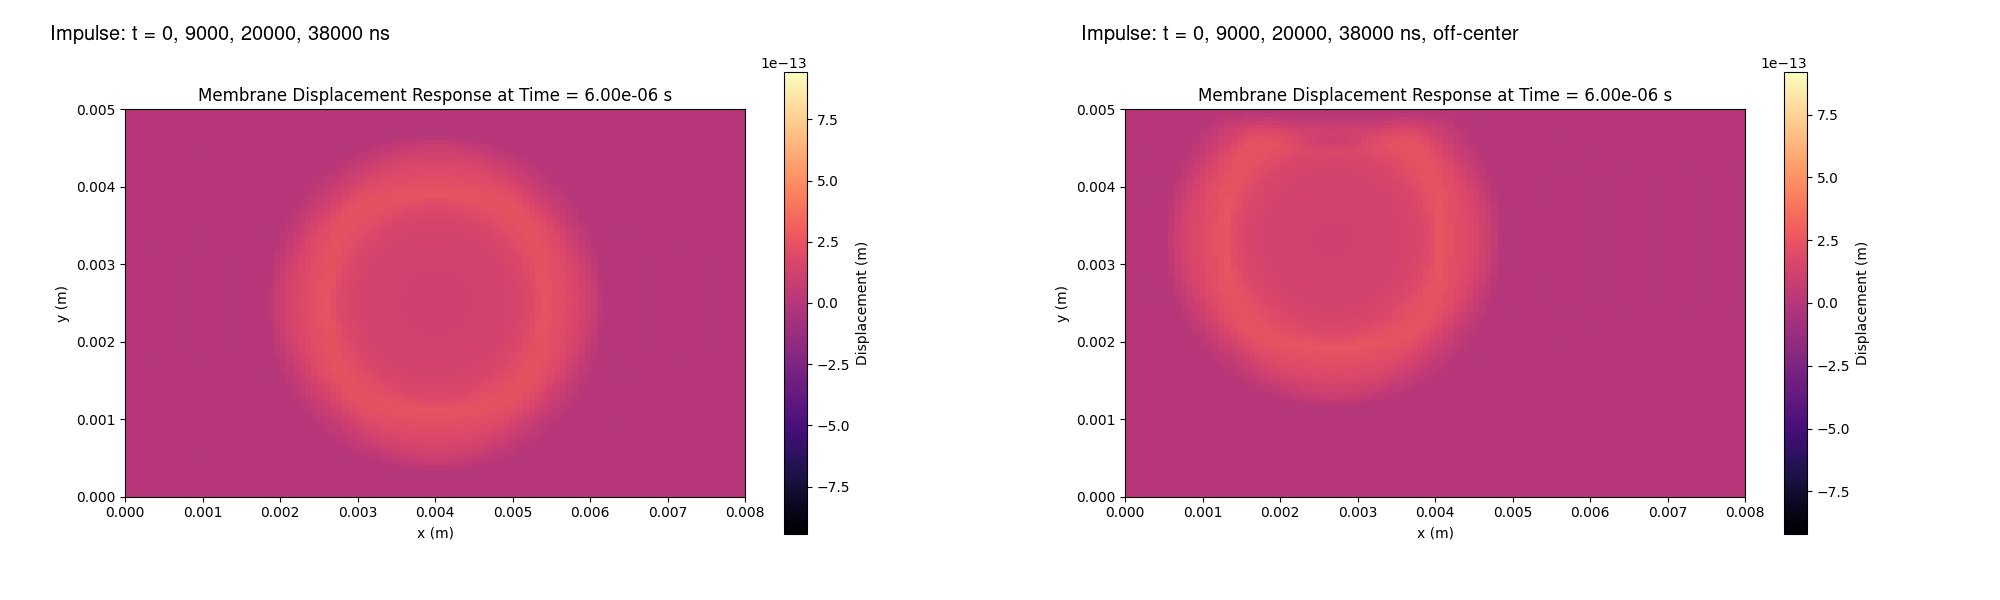 Impulse: t = 0, 9000, 20000, 38000 ns
1e−13
Membrane Displacement Response at Time = 6.00e-06 s
0.005
0.004
0.003
0.002
0.001
0.000
y (m)
0.000 0.001 0.002 0.003 0.004 0.005 0.006 0.007 0.008
x (m)
7.5
5.0
2.5
0.0
−2.5
−5.0
−7.5
Displacement (m)
Impulse: t = 0, 9000, 20000, 38000 ns, off-center
1e−13
Membrane Displacement Response at Time = 6.00e-06 s
0.005
0.004
0.003
0.002
0.001
0.000
y (m)
0.000 0.001 0.002 0.003 0.004 0.005 0.006 0.007 0.008
x (m)
7.5
5.0
2.5
0.0
−2.5
−5.0
−7.5
Displacement (m)